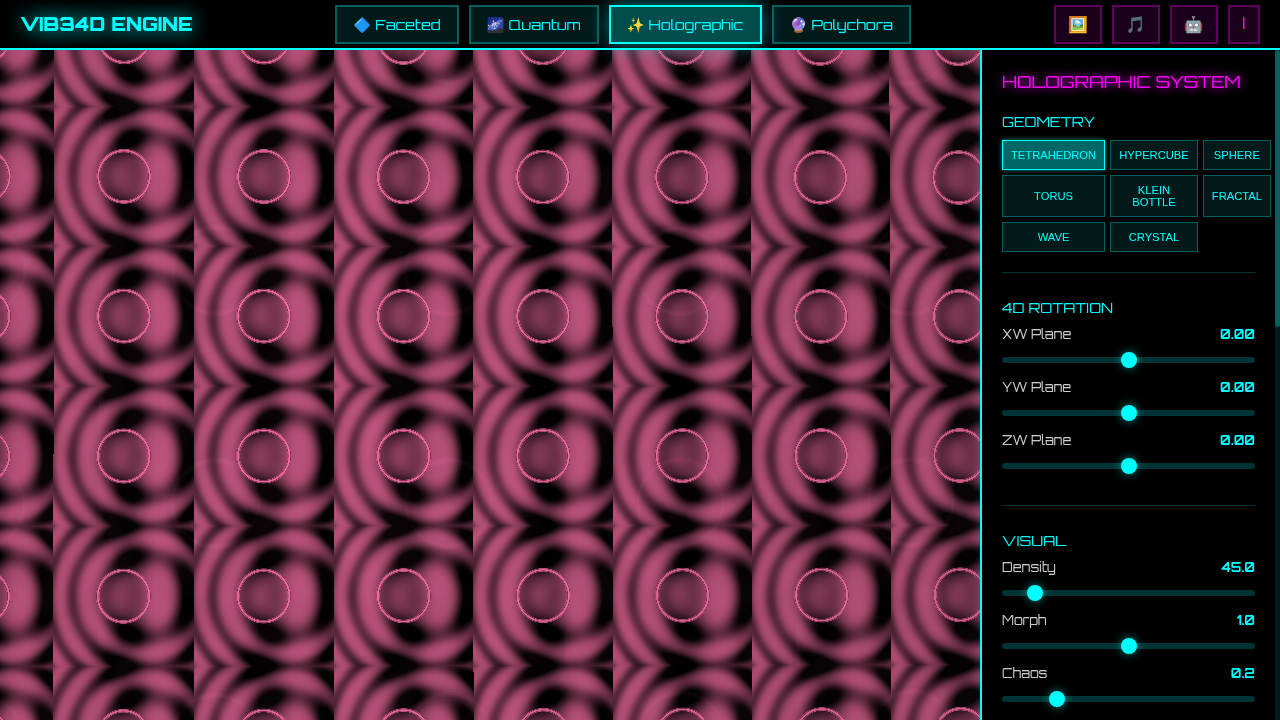 VIB34D ENGINE
🔷 Faceted
🌌 Quantum
✨ Holographic
🔮 Polychora
I
HOLOGRAPHIC SYSTEM
GEOMETRY
TETRAHEDRON
HYPERCUBE
SPHERE
TORUS
KLEIN
BOTTLE
FRACTAL
WAVE
CRYSTAL
4D ROTATION
XW Plane
0.00
YW Plane
0.00
ZW Plane
0.00
VISUAL
Density
45.0
Morph
1.0
Chaos
0.2